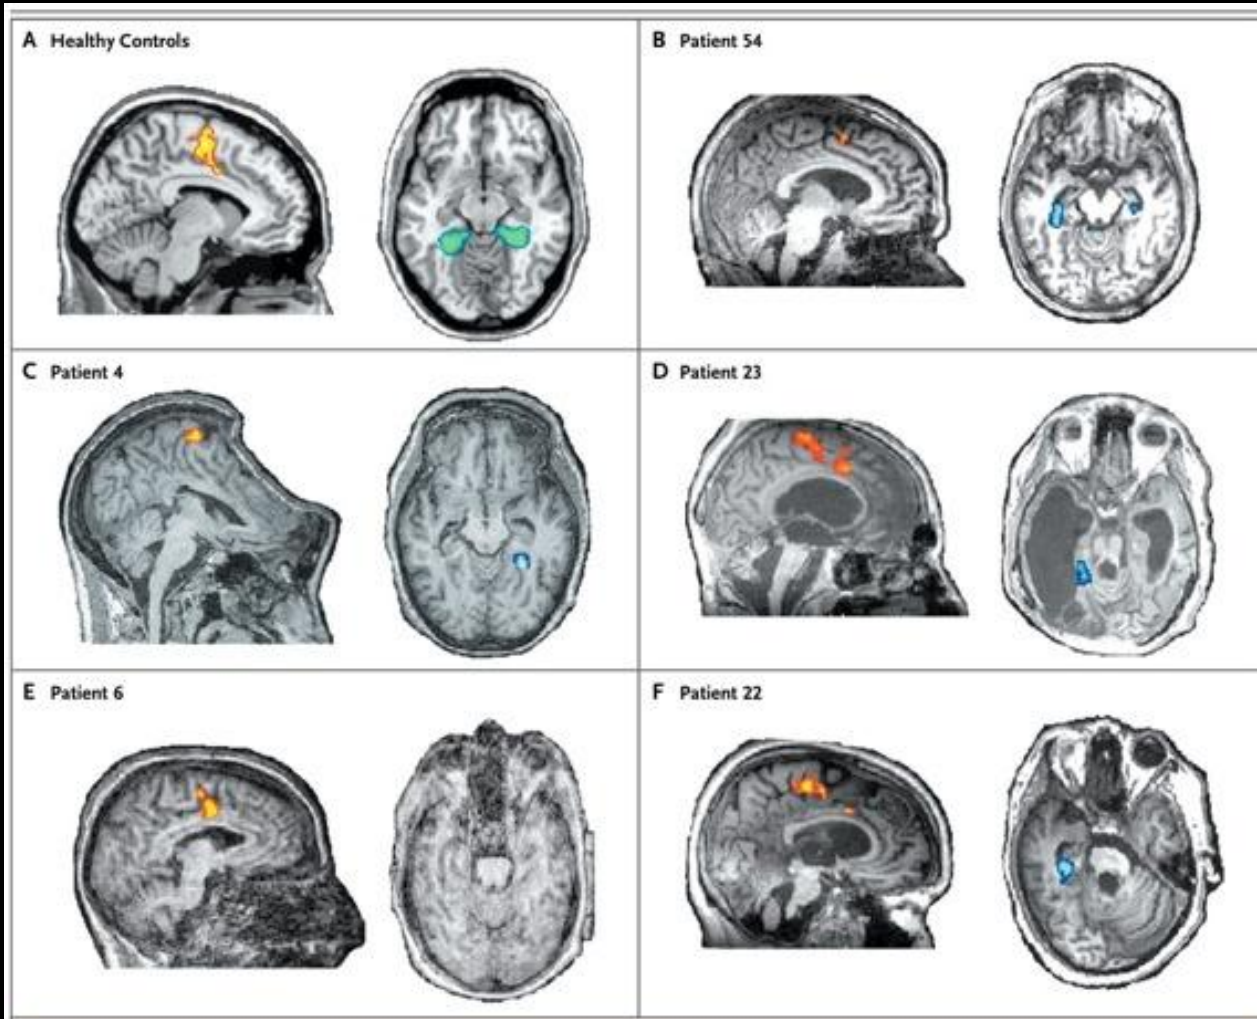 A Healthy Controls
B Patient 54
C Patient 4
D Patient 23
E Patient 6
F Patient 22